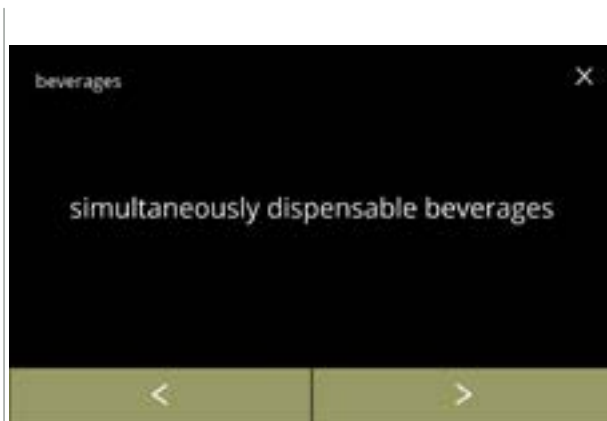 beverages ×
simultaneously dispensable beverages
< >